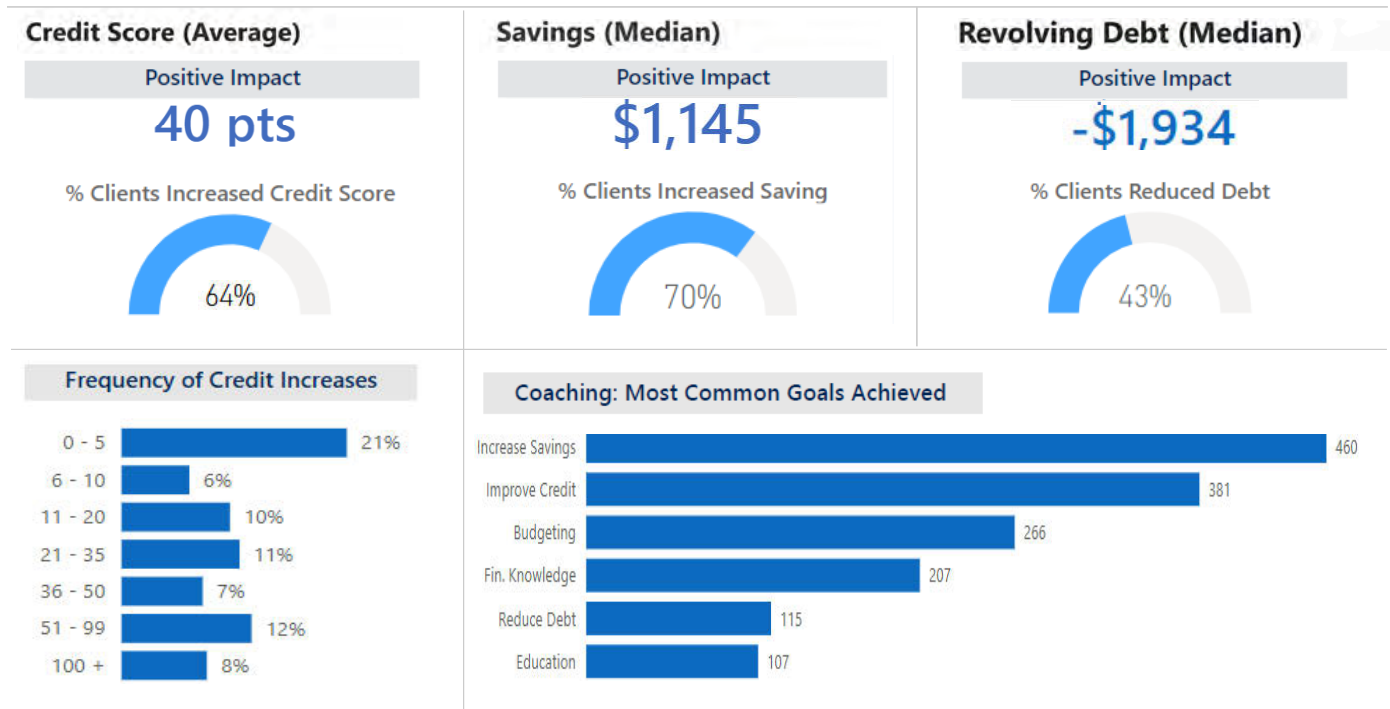 Credit Score (Average)
Positive Impact
40 pts
% Clients Increased Credit Score
64%
Savings (Median)
Positive Impact
$1,145
% Clients Increased Saving
70%
Revolving Debt (Median)
Positive Impact
-$1,934
% Clients Reduced Debt
43%
Frequency of Credit Increases
0 - 5 21%
6 - 10 6%
11 - 20 10%
21 - 35 11%
36 - 50 7%
51 - 99 12%
100 + 8%
Coaching: Most Common Goals Achieved
Increase Savings 460
Improve Credit 381
Budgeting 266
Fin. Knowledge 207
Reduce Debt 115
Education 107